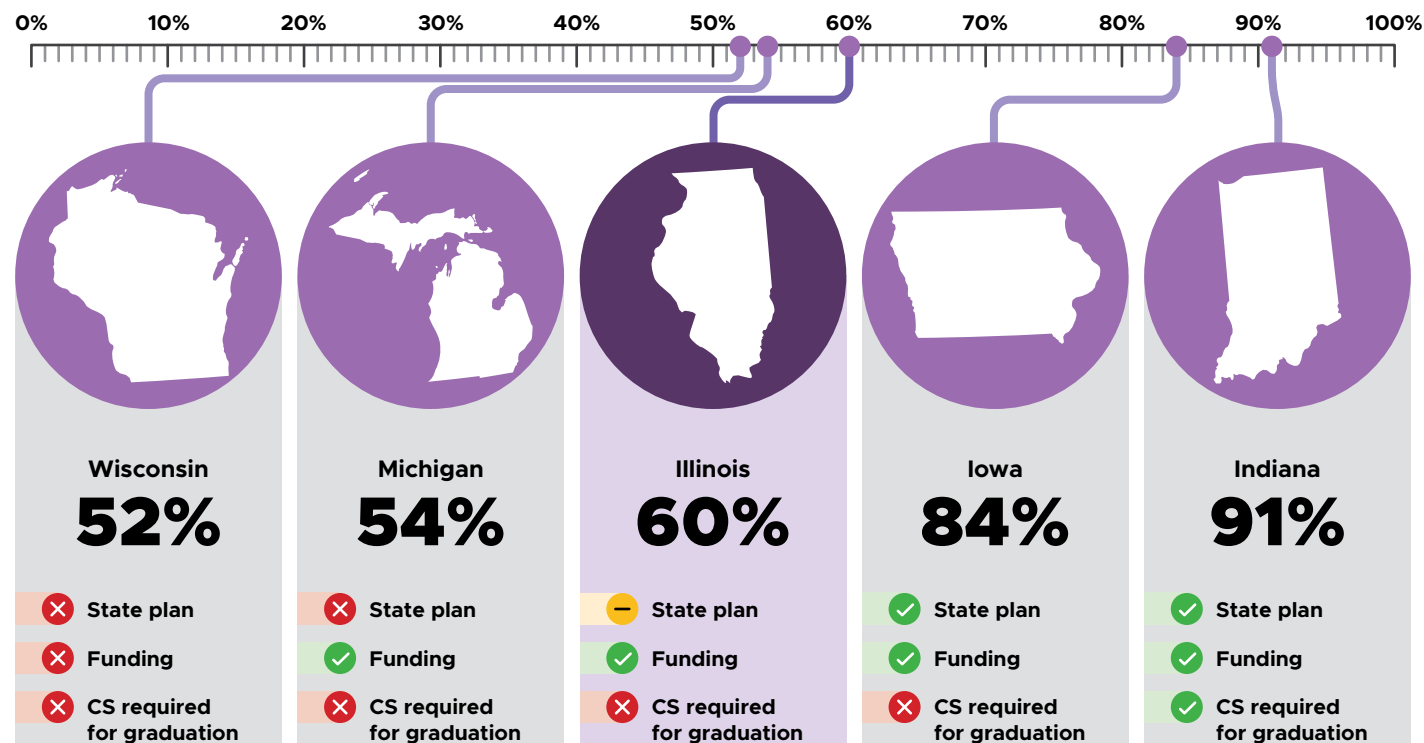 0% 10% 20% 30% 40% 50% 60% 70% 80% 90% 100%
Wisconsin
52%
State plan
Funding
CS required
for graduation
Michigan
54%
State plan
Funding
CS required
for graduation
Illinois
60%
State plan
Funding
CS required
for graduation
Iowa
84%
State plan
Funding
CS required
for graduation
Indiana
91%
State plan
Funding
CS required
for graduation